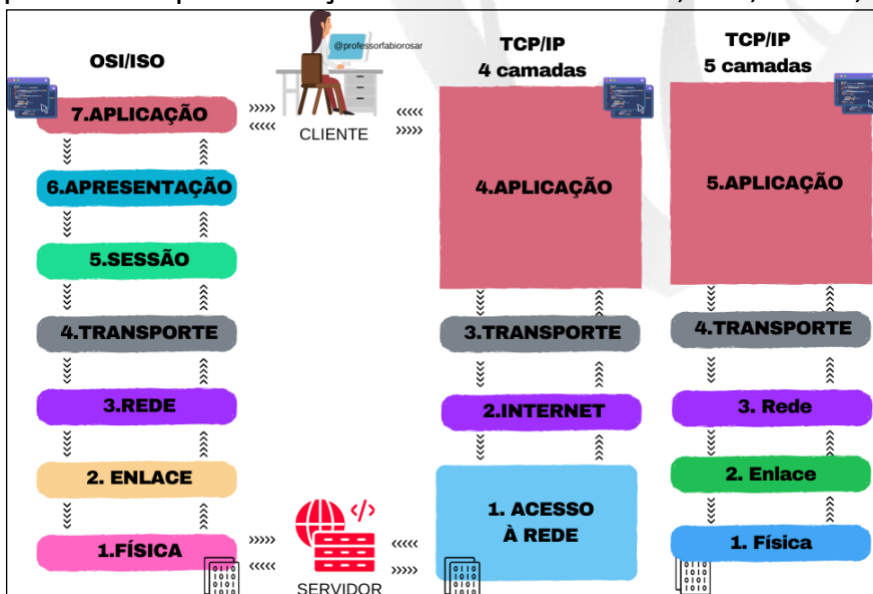 OSI/ISO
@professorfabiorosar
CLIENTE
TCP/IP
4 camadas
TCP/IP
5 camadas
7.APLICAÇÃO
6.APRESENTAÇÃO
5.SESSÃO
4.TRANSPORTE
3.REDE
2. ENLACE
1.FÍSICA
SERVIDOR
4.APLICAÇÃO
3.TRANSPORTE
2.INTERNET
1. ACESSO
À REDE
5.APLICAÇÃO
4.TRANSPORTE
3. Rede
2. Enlace
1. Física